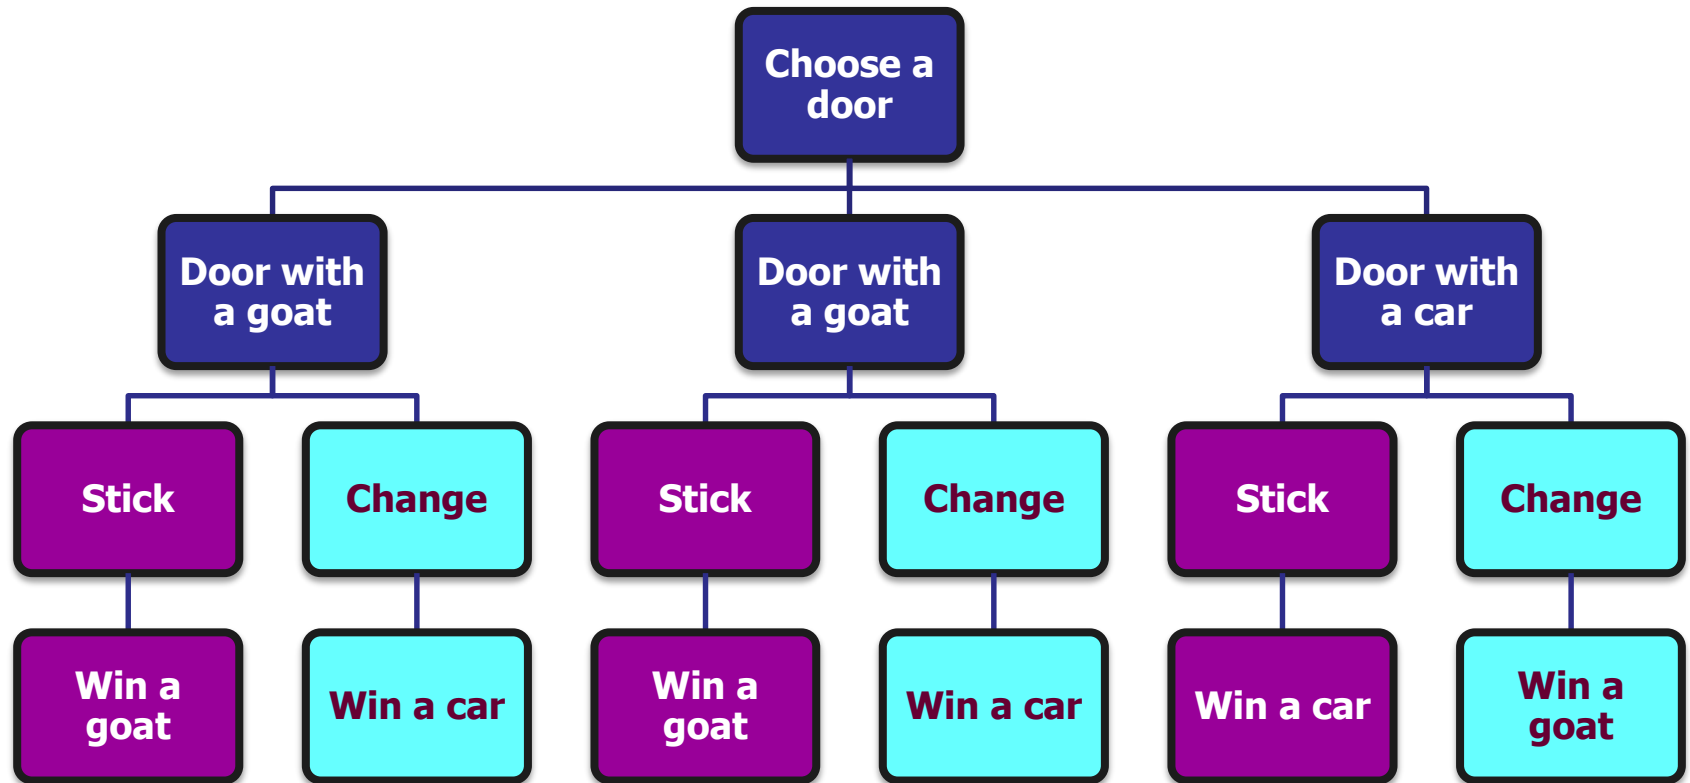 Choose a
door
Door with
a goat
Door with
a goat
Door with
a car
Stick
Change
Stick
Change
Stick
Change
Win a
goat
Win a car
Win a
goat
Win a car
Win a car
Win a
goat